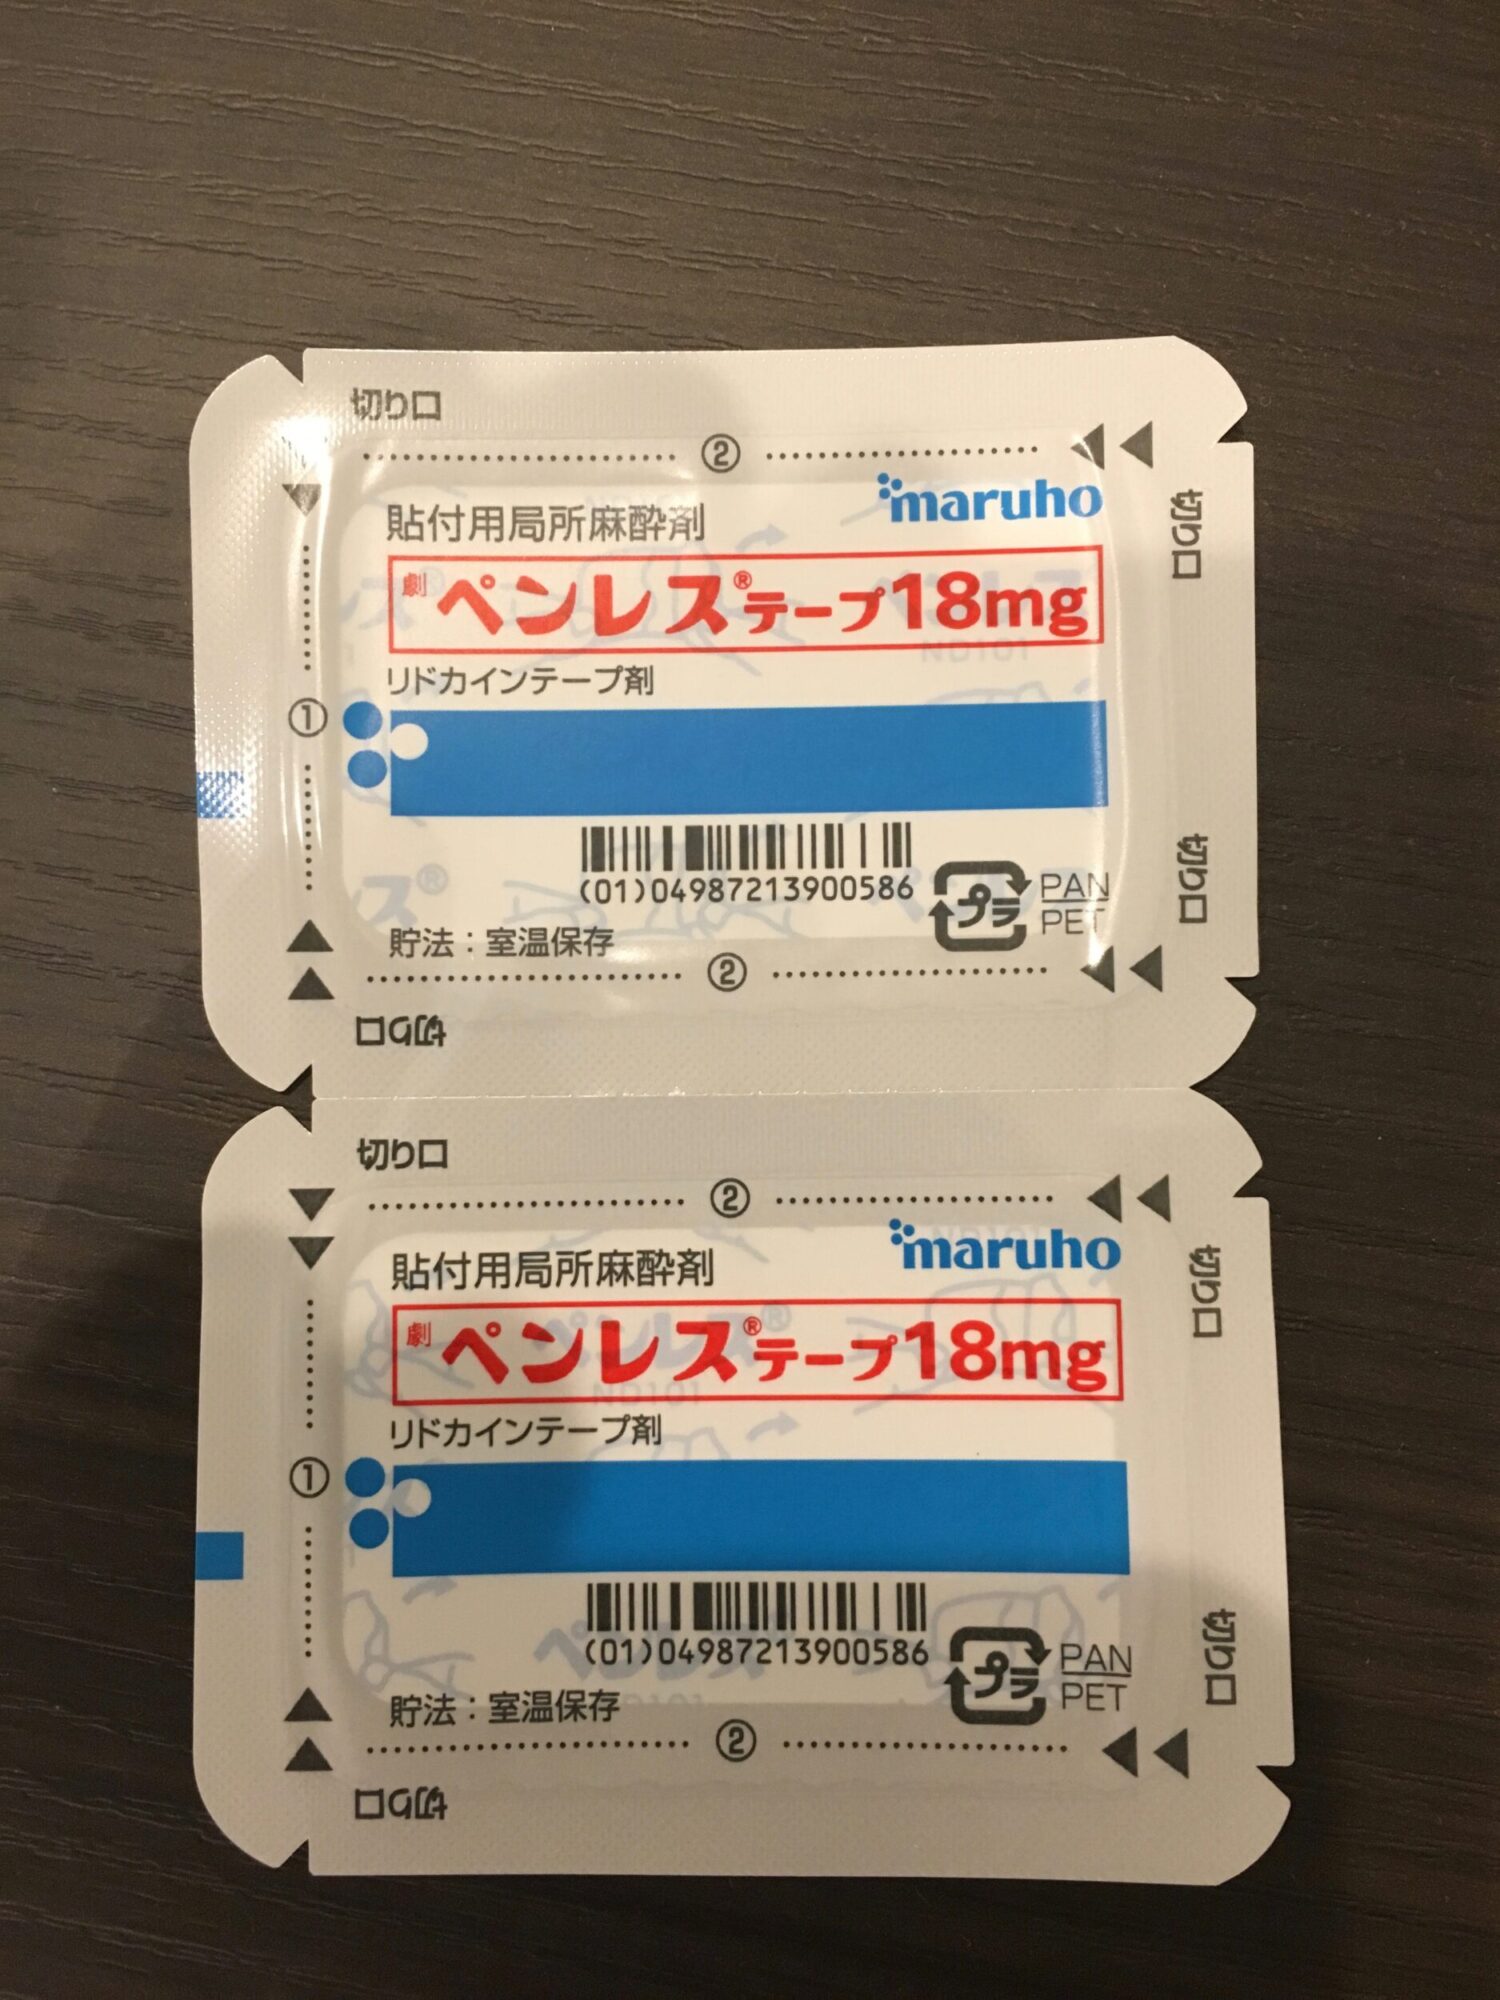 切り口
②
maruho
切り口
貼付用局所麻酔剤
劇 ペンレス®テープ18mg
リドカインテープ剤
①
(01)04987213900586
切り口
プラ
PAN
PET
貯法：室温保存
②
切り口
切り口
②
maruho
切り口
貼付用局所麻酔剤
劇 ペンレス®テープ18mg
リドカインテープ剤
①
(01)04987213900586
切り口
プラ
PAN
PET
貯法：室温保存
②
切り口